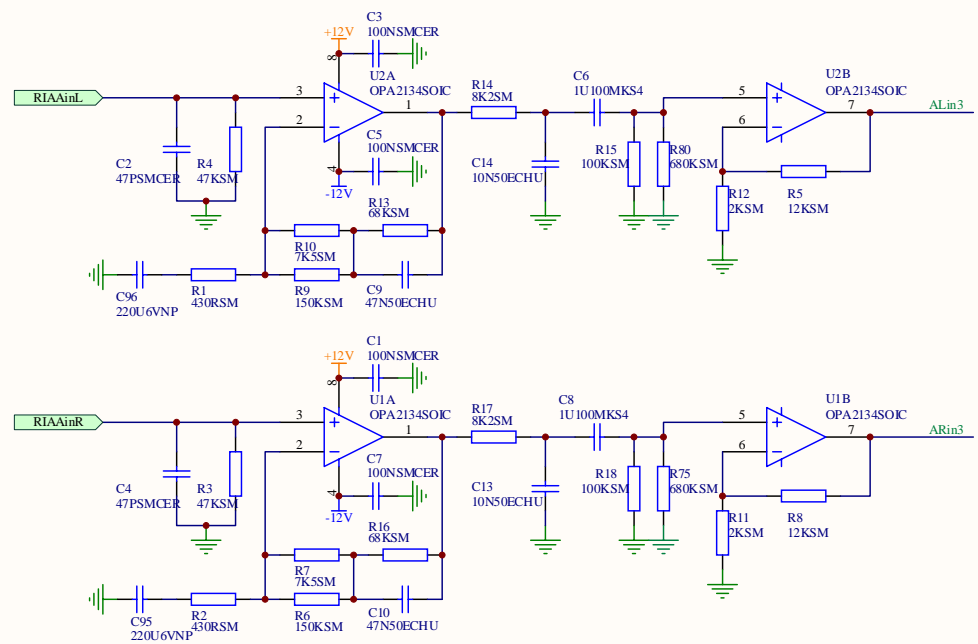 C3
100NSMCER
+12V
8
U2A
OPA2134SOIC
RIAAinL
3
2
1
R14
8K2SM
C6
1U100MKS4
U2B
OPA2134SOIC
5
6
7
ALin3
C2
47PSMCER
R4
47KSM
4
-12V
C5
100NSMCER
C14
10N50ECHU
R15
100KSM
R80
680KSM
R12
2KSM
R5
12KSM
R13
68KSM
R10
7K5SM
C96
220U6VNP
R1
430RSM
R9
150KSM
C9
47N50ECHU
C1
100NSMCER
+12V
8
U1A
OPA2134SOIC
RIAAinR
3
2
1
R17
8K2SM
C8
1U100MKS4
U1B
OPA2134SOIC
5
6
7
ARin3
C4
47PSMCER
R3
47KSM
4
-12V
C7
100NSMCER
C13
10N50ECHU
R18
100KSM
R75
680KSM
R11
2KSM
R8
12KSM
R16
68KSM
R7
7K5SM
C95
220U6VNP
R2
430RSM
R6
150KSM
C10
47N50ECHU